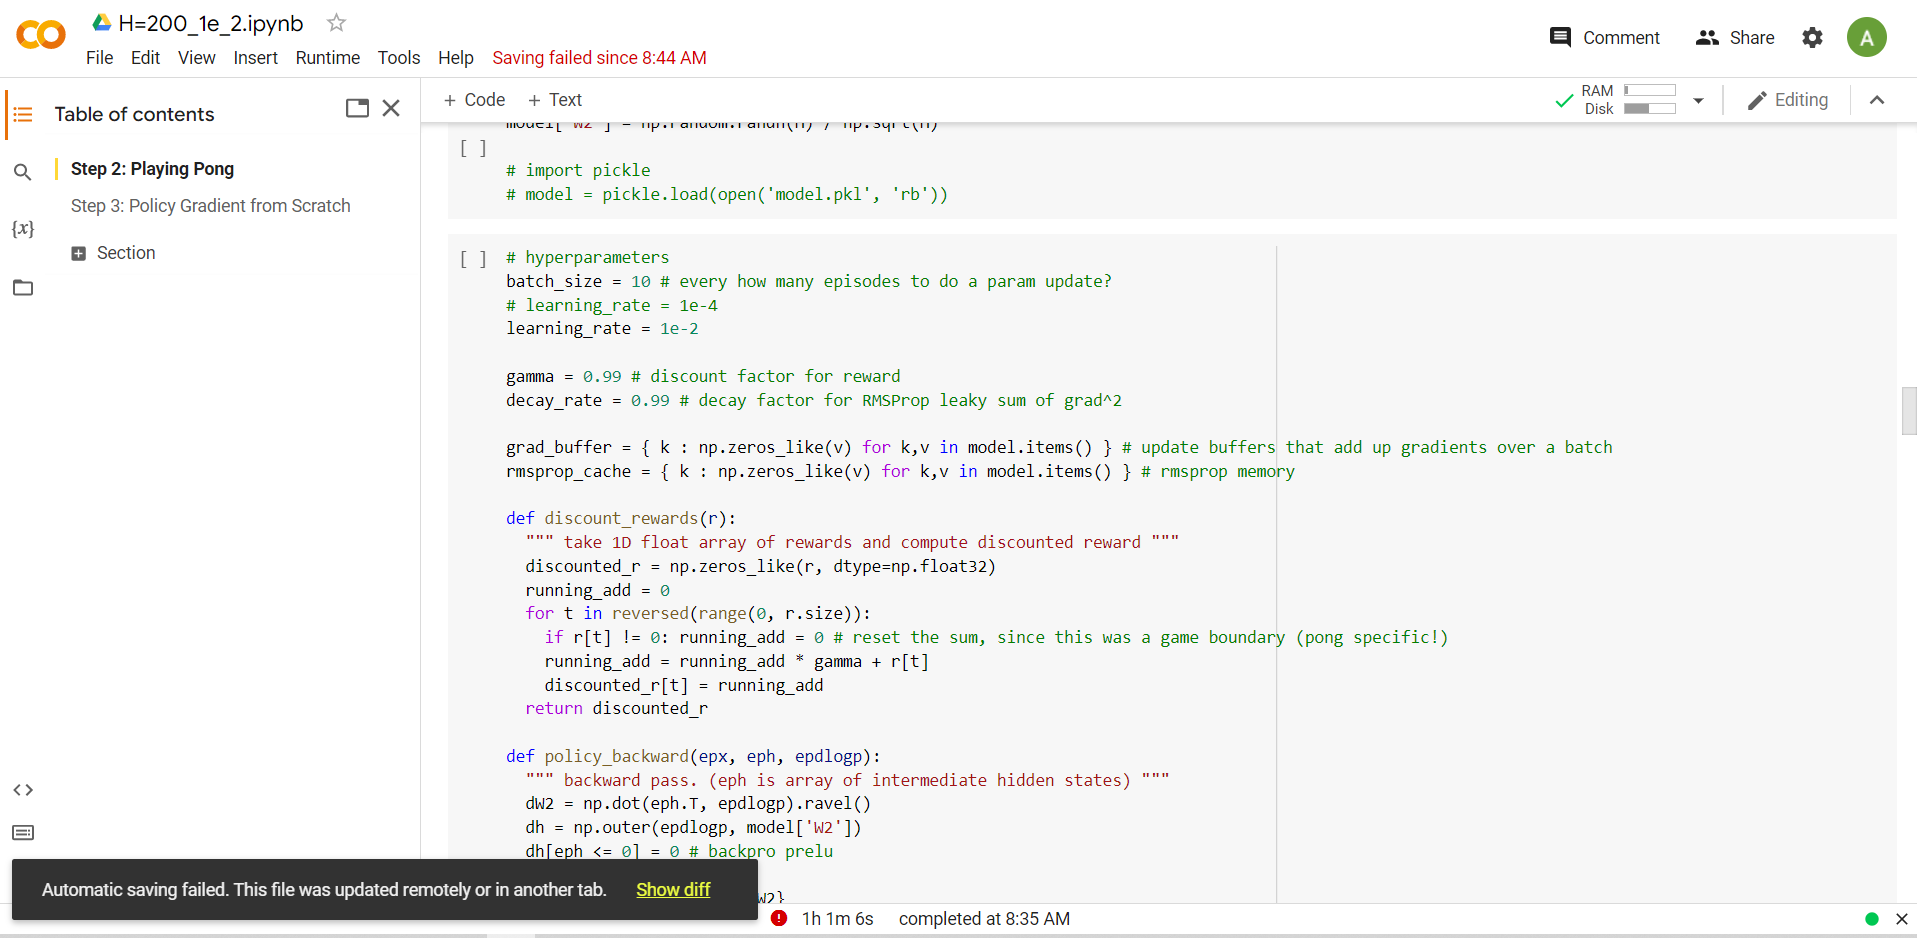 H=200_1e_2.ipynb
File Edit View Insert Runtime Tools Help Saving failed since 8:44 AM
Comment Share A
Table of contents
Step 2: Playing Pong
Step 3: Policy Gradient from Scratch
Section
+ Code + Text
RAM
Disk
Editing
model['W2'] = np.random.randn(H) / np.sqrt(H)
[ ]
# import pickle
# model = pickle.load(open('model.pkl', 'rb'))
[ ] # hyperparameters
batch_size = 10 # every how many episodes to do a param update?
# learning_rate = 1e-4
learning_rate = 1e-2
gamma = 0.99 # discount factor for reward
decay_rate = 0.99 # decay factor for RMSProp leaky sum of grad^2
grad_buffer = { k : np.zeros_like(v) for k,v in model.items() } # update buffers that add up gradients over a batch
rmsprop_cache = { k : np.zeros_like(v) for k,v in model.items() } # rmsprop memory
def discount_rewards(r):
""" take 1D float array of rewards and compute discounted reward """
discounted_r = np.zeros_like(r, dtype=np.float32)
running_add = 0
for t in reversed(range(0, r.size)):
if r[t] != 0: running_add = 0 # reset the sum, since this was a game boundary (pong specific!)
running_add = running_add * gamma + r[t]
discounted_r[t] = running_add
return discounted_r
def policy_backward(epx, eph, epdlogp):
""" backward pass. (eph is array of intermediate hidden states) """
dW2 = np.dot(eph.T, epdlogp).ravel()
dh = np.outer(epdlogp, model['W2'])
dh[eph <= 0] = 0 # backpro prelu
W2}
{x}
Automatic saving failed. This file was updated remotely or in another tab. Show diff
1h 1m 6s completed at 8:35 AM